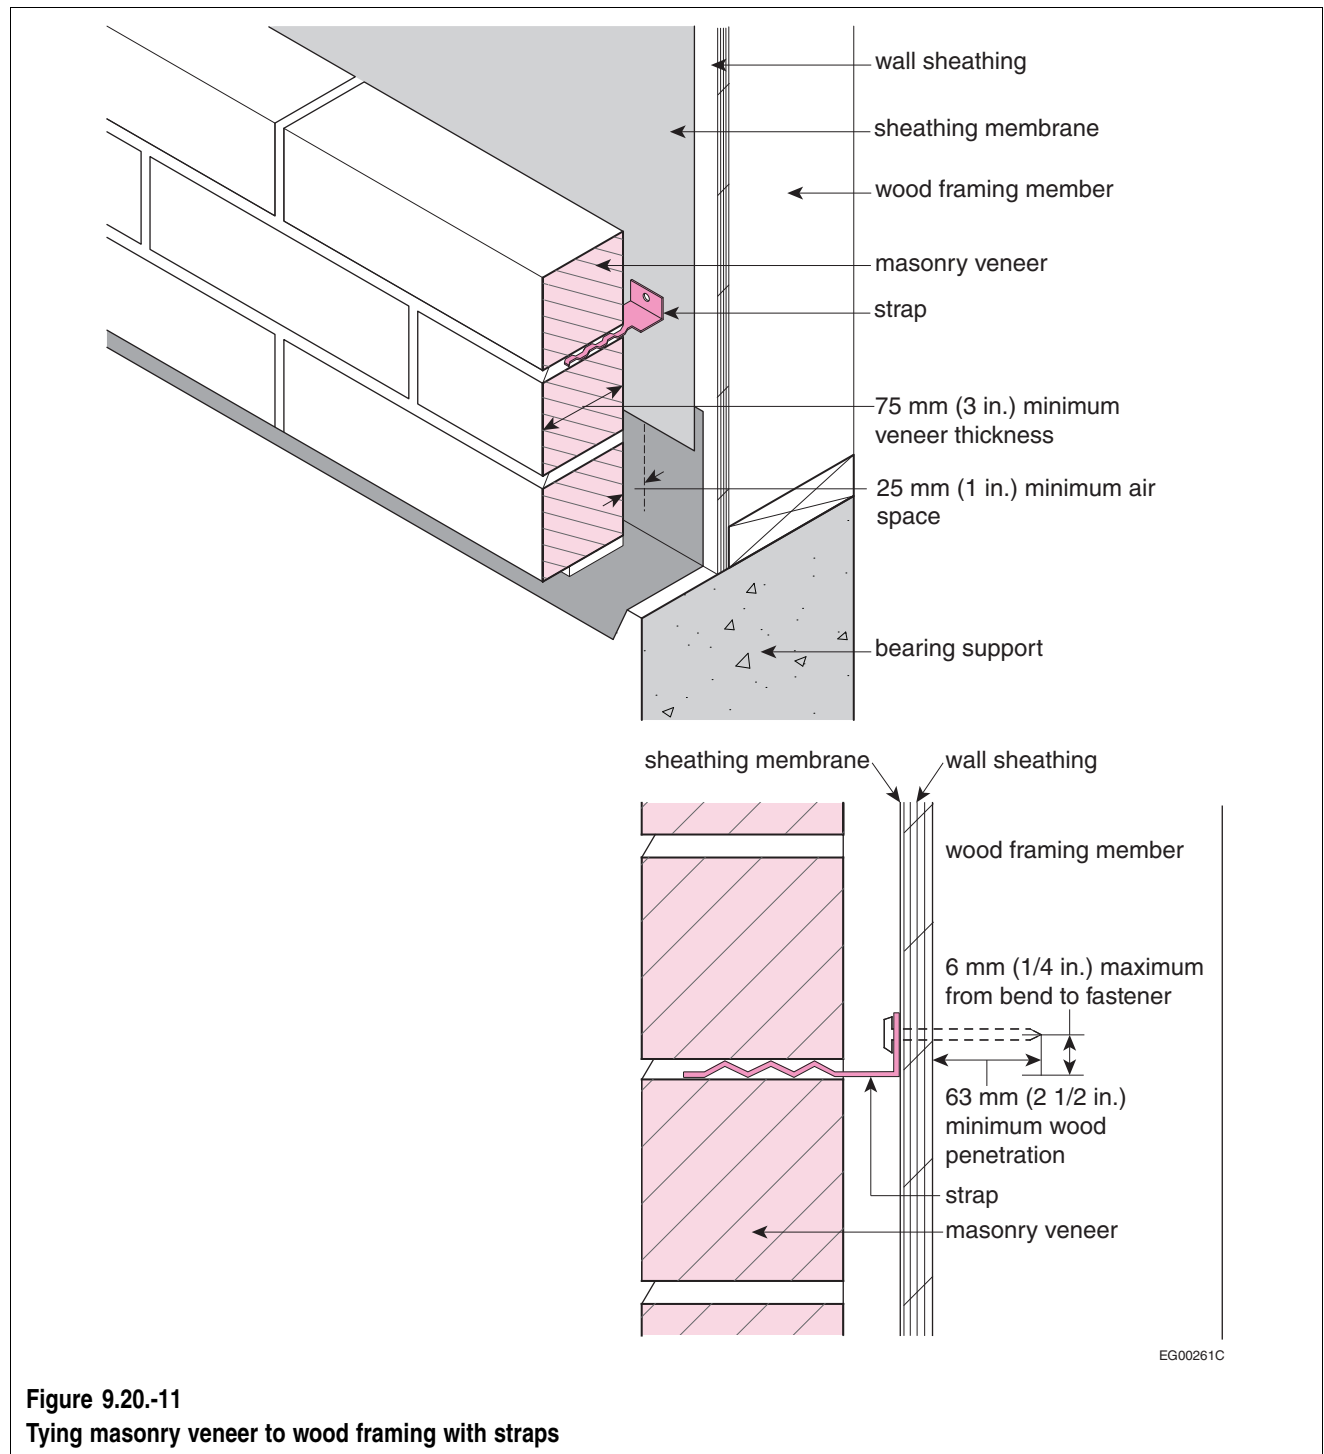 wall sheathing
sheathing membrane
wood framing member
masonry veneer
strap
75 mm (3 in.) minimum
veneer thickness
25 mm (1 in.) minimum air
space
bearing support
sheathing membrane
wall sheathing
wood framing member
6 mm (1/4 in.) maximum
from bend to fastener
63 mm (2 1/2 in.)
minimum wood
penetration
strap
masonry veneer
EG00261C
Figure 9.20.-11
Tying masonry veneer to wood framing with straps